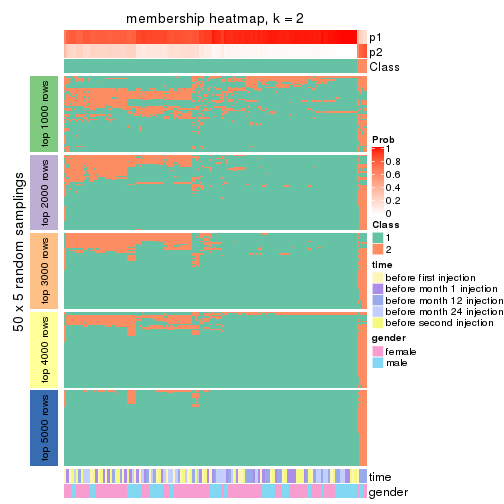 membership heatmap, k = 2
p1
p2
Class
50 x 5 random samplings
top 1000 rows
top 2000 rows
top 3000 rows
top 4000 rows
top 5000 rows
Prob
1
0.8
0.6
0.4
0.2
0
Class
1
2
time
before first injection
before month 1 injection
before month 12 injection
before month 24 injection
before second injection
gender
female
male
time
gender